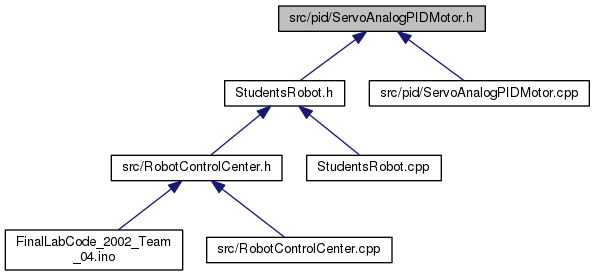 src/pid/ServoAnalogPIDMotor.h
StudentsRobot.h
src/pid/ServoAnalogPIDMotor.cpp
src/RobotControlCenter.h
StudentsRobot.cpp
FinalLabCode_2002_Team
_04.ino
src/RobotControlCenter.cpp